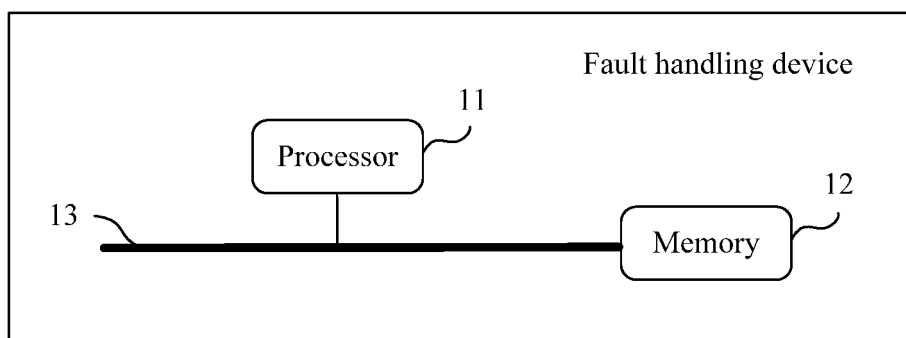 Fault handling device
11
Processor
12
13
Memory